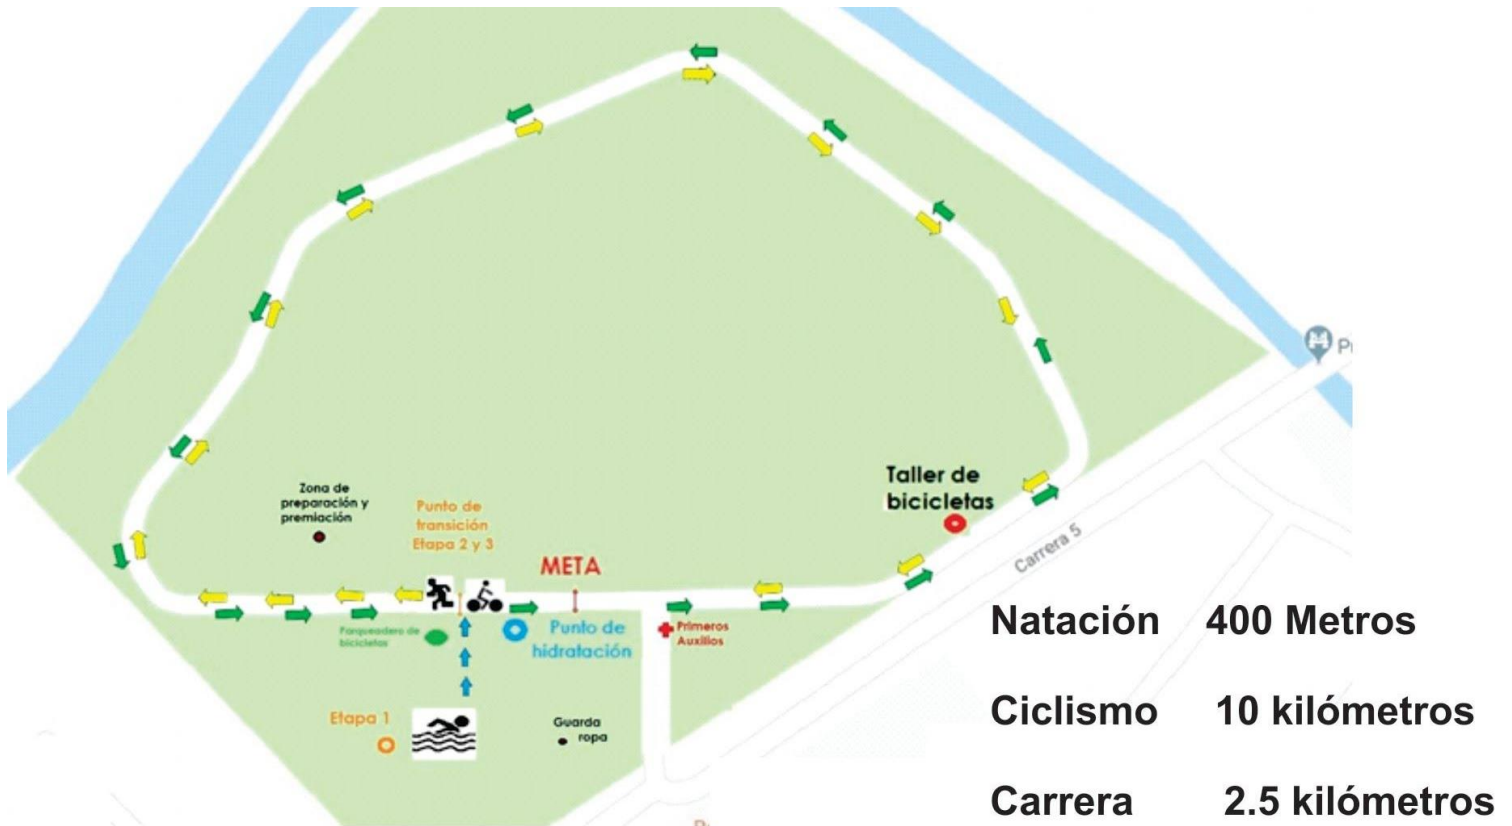 Zona de
preparación y
premiación
Punto de
transición
Etapa 2 y 3
META
Taller de
bicicletas
Carrera 5
Parqueadero de
bicicletas
Punto de
hidratación
Primeros
Auxilios
Etapa 1
Guarda
ropa
Natación 400 Metros
Ciclismo 10 kilómetros
Carrera 2.5 kilómetros